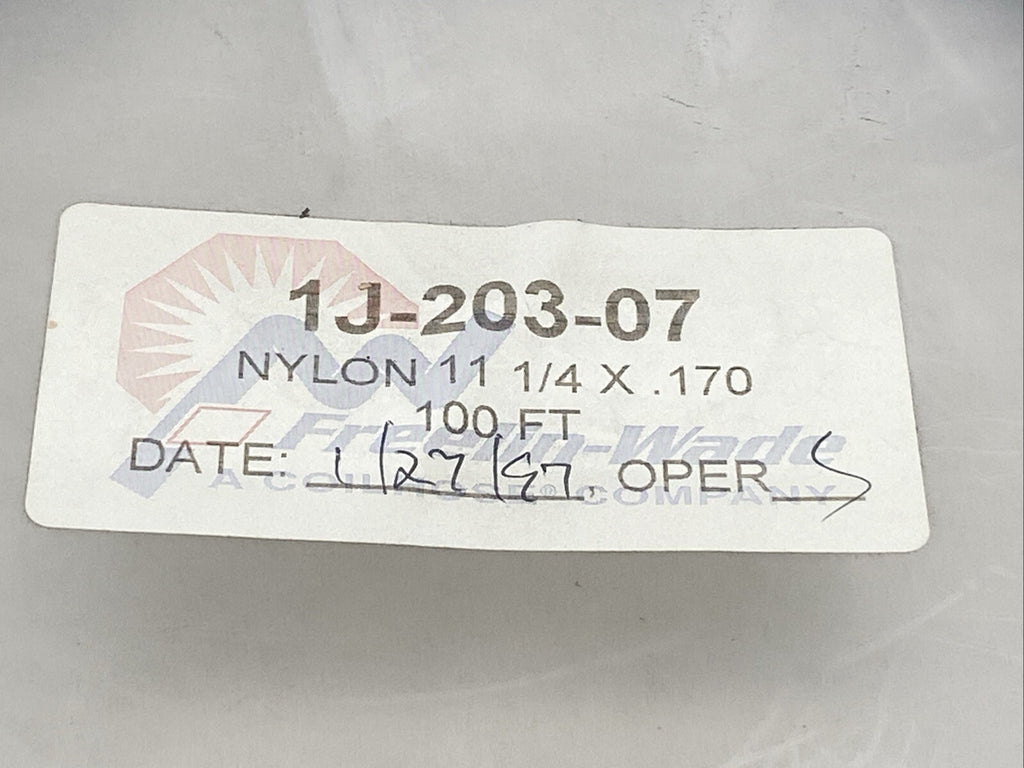 1J-203-07
NYLON 11 1/4 X .170
100 FT
Freelin-Wade
DATE: 1/27/97, OPER S
A COILHOSE® COMPANY